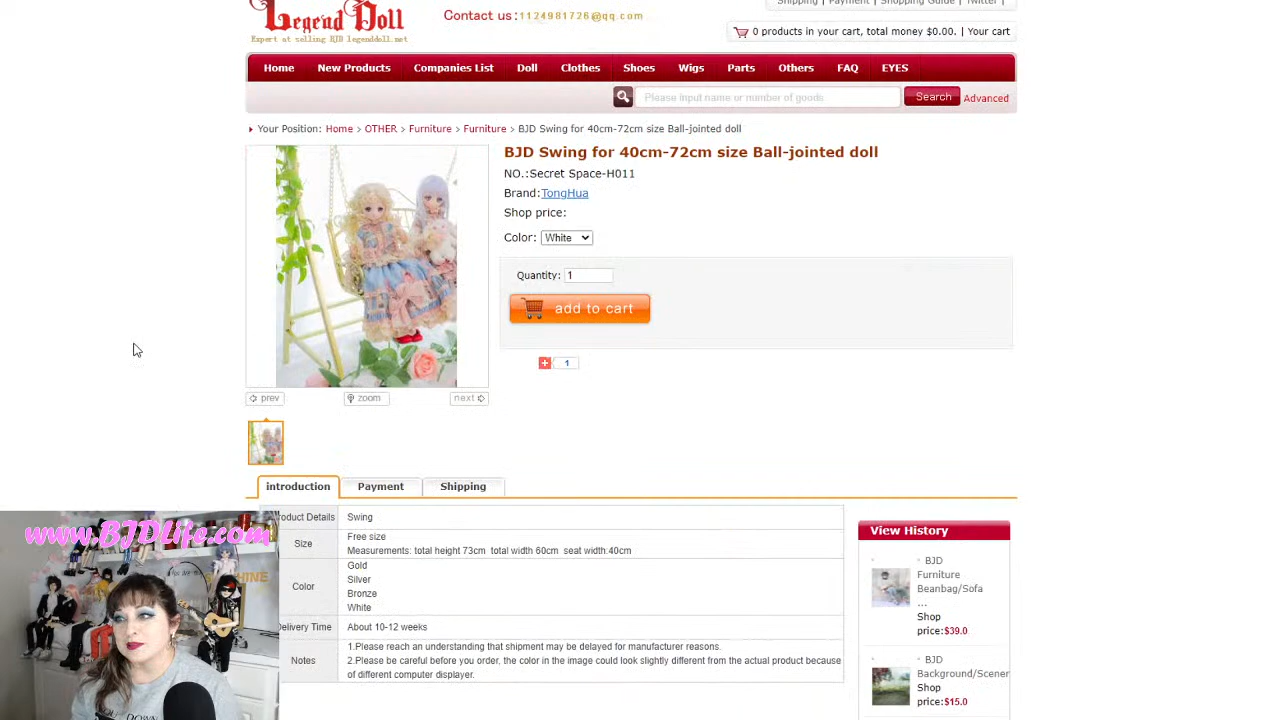 Legend Doll
Expert at selling BJD legenddoll.net
Contact us:1124981726@qq.com
Shipping | Payment | Shopping Guide | Twitter |
0 products in your cart, total money $0.00. | Your cart
Home New Products Companies List Doll Clothes Shoes Wigs Parts Others FAQ EYES
Please input name or number of goods Search Advanced
Your Position: Home > OTHER > Furniture > Furniture > BJD Swing for 40cm-72cm size Ball-jointed doll
BJD Swing for 40cm-72cm size Ball-jointed doll
NO.:Secret Space-H011
Brand:TongHua
Shop price:
Color: White
Quantity: 1
add to cart
1
prev zoom next
introduction Payment Shipping
Product Details Swing
Size Free size
Measurements: total height 73cm total width 60cm seat width:40cm
Color Gold
Silver
Bronze
White
Delivery Time About 10-12 weeks
Notes 1.Please reach an understanding that shipment may be delayed for manufacturer reasons.
2.Please be careful before you order, the color in the image could look slightly different from the actual product because
of different computer displayer.
View History
BJD
Furniture
Beanbag/Sofa
...
Shop
price:$39.0
BJD
Background/Scener
Shop
price:$15.0
www.BJDLife.com